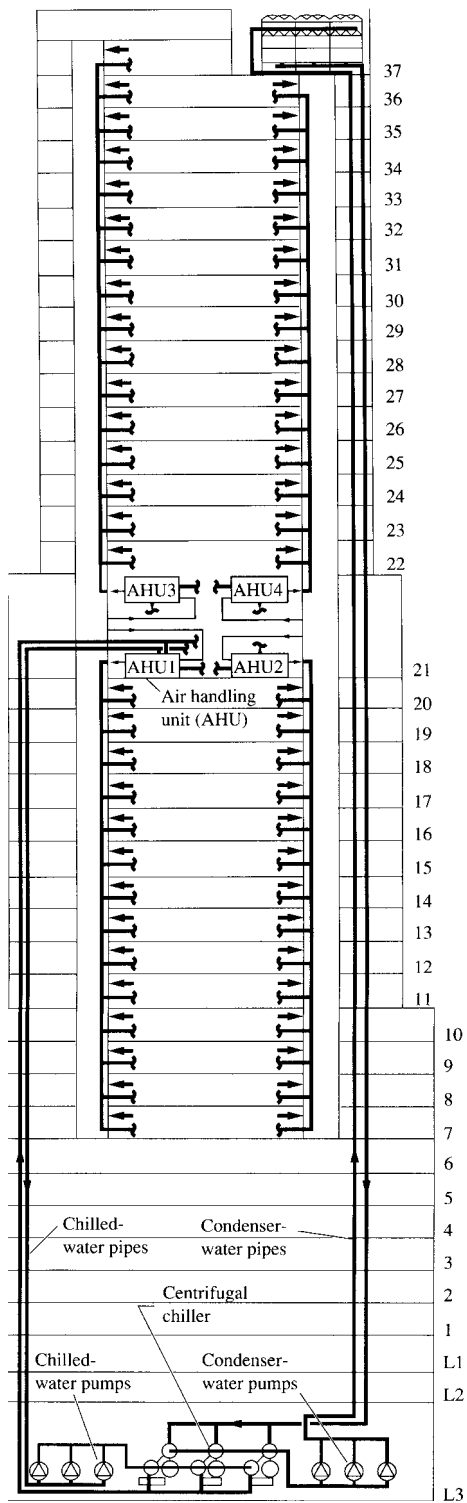 37
36
35
34
33
32
31
30
29
28
27
26
25
24
23
22
AHU3
AHU4
AHU1
AHU2
21
Air handling
unit (AHU)
20
19
18
17
16
15
14
13
12
11
10
9
8
7
6
5
Chilled-
water pipes
Condenser-
water pipes
4
3
Centrifugal
chiller
2
1
Chilled-
water pumps
Condenser-
water pumps
L1
L2
L3